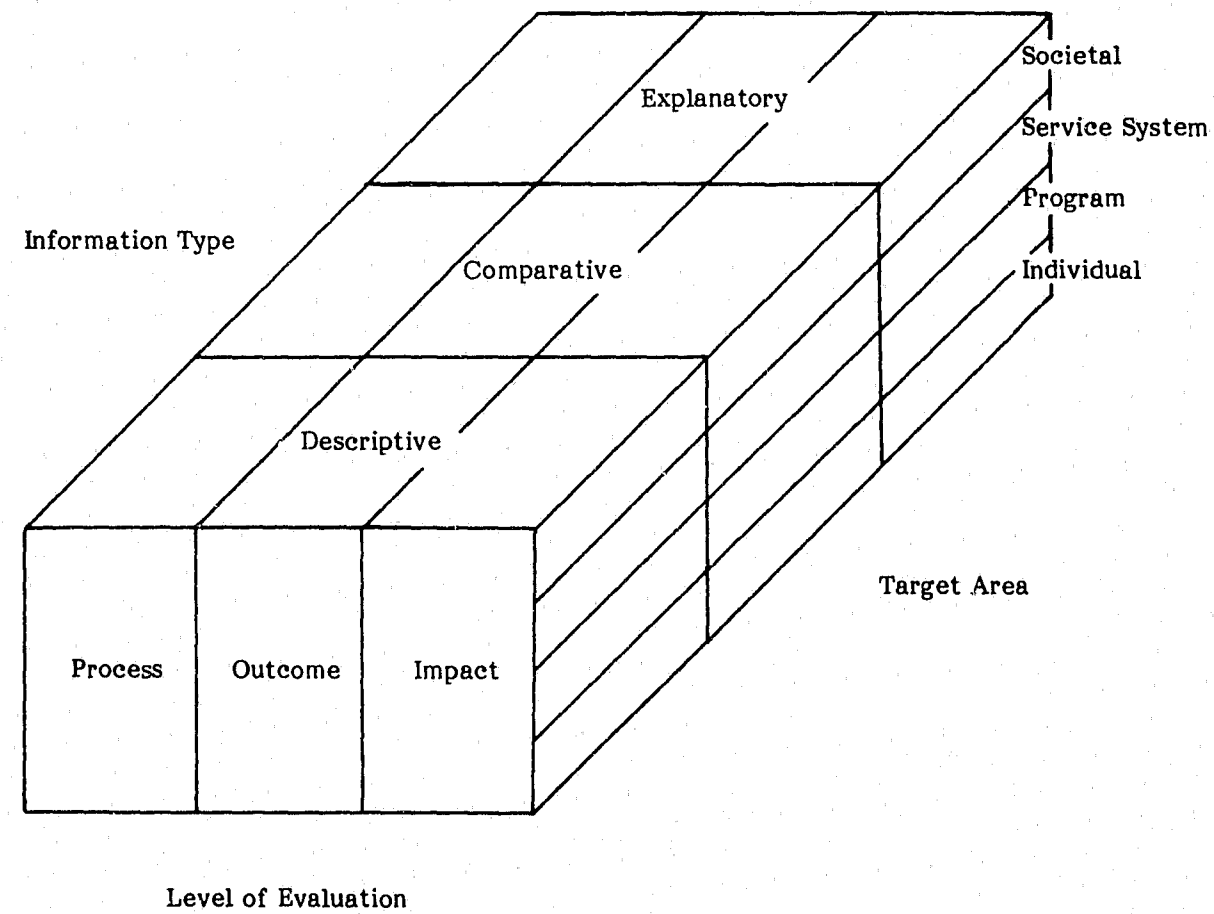 Societal
Explanatory
Service System
Program
Information Type
Comparative
Individual
Descriptive
Target Area
Process
Outcome
Impact
Level of Evaluation